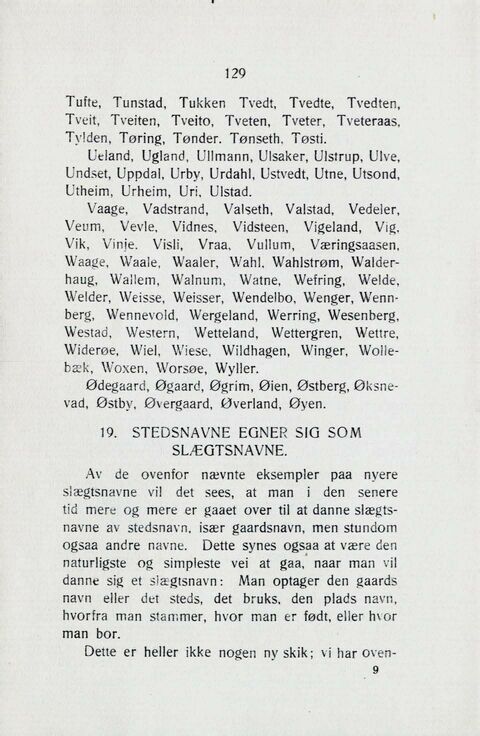 129
Tufte, Tunstad, Tukken Tvedt, Tvedte, Tvedten,
Tveit, Tveiten, Tveito, Tveten, Tveter, Tveteraas,
Tylden, Tøring, Tønder. Tønseth, Tøsti.
Ueland, Ugland, Ullmann, Ulsaker, Ulstrup, Ulve,
Undset, Uppdal, Urby, Urdahl, Ustvedt, Utne, Utsond,
Utheim, Urheim, Uri, Ulstad.
Vaage, Vadstrand, Valseth, Valstad, Vedeler,
Veum, Vevle, Vidnes, Vidsteen, Vigeland, Vig,
Vik, Vinje. Visli, Vraa, Vullum, Væringsaasen,
Waage, Waale, Waaler, Wahl, Wahlstrøm, Walder-
haug, Wallem, Walnum, Watne, Wefring, Welde,
Welder, Weisse, Weisser, Wendelbo, Wenger, Wenn-
berg, Wennevold, Wergeland, Werring, Wesenberg,
Westad, Western, Wetteland, Wettergren, Wettre,
Widerøe, Wiel, Wiese, Wildhagen, Winger, Wolle-
bæk, Woxen, Worsøe, Wyller.
Ødegaard, Øgaard, Øgrim, Øien, Østberg, Øksne-
vad, Østby, Øvergaard, Øverland, Øyen.
19. STEDSNAVNE EGNER SIG SOM
SLÆGTSNAVNE.
Av de ovenfor nævnte eksempler paa nyere
slægtsnavne vil det sees, at man i den senere
tid mere og mere er gaaet over til at danne slægts-
navne av stedsnavn, især gaardsnavn, men stundom
ogsaa andre navne. Dette synes ogsaa at være den
naturligste og simpleste vei at gaa, naar man vil
danne sig et slægtsnavn: Man optager den gaards
navn eller det steds, det bruks, den plads navn,
hvorfra man stammer, hvor man er født, eller hvor
man bor.
Dette er heller ikke nogen ny skik; vi har oven-
9